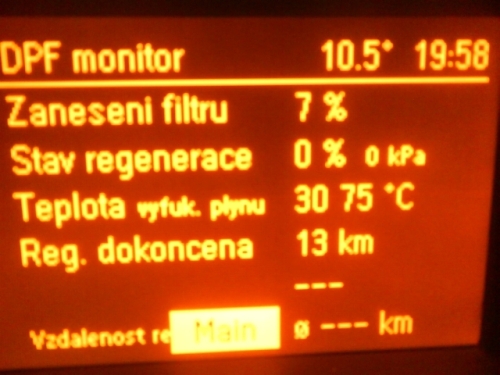 DPF monitor 10.5° 19:58
Zaneseni filtru 7 %
Stav regenerace 0 % 0 kPa
Teplota vyfuk. plynu 30 75 °C
Reg. dokoncena 13 km
---
Vzdalenost re Main ø --- km